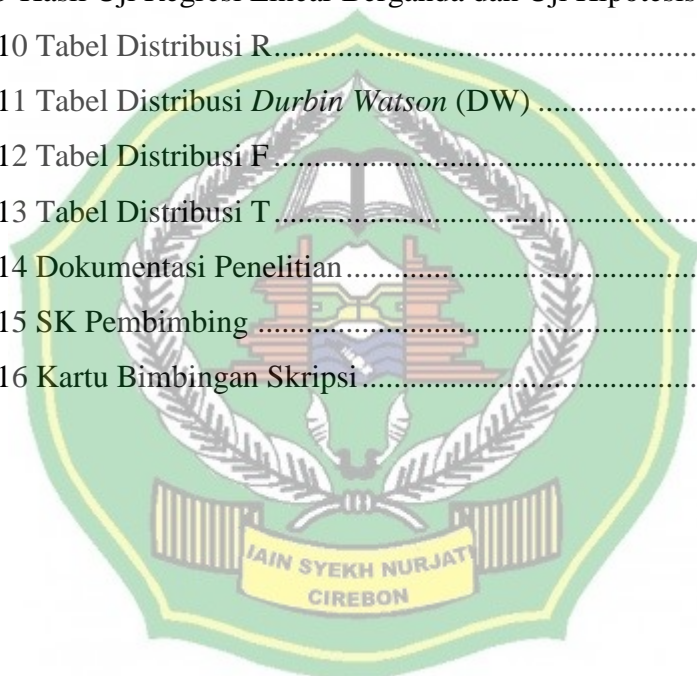 Hasil Uji Regresi Linear Berganda dan Uji Hipotesis
10 Tabel Distribusi R
11 Tabel Distribusi Durbin Watson (DW)
12 Tabel Distribusi F
13 Tabel Distribusi T
14 Dokumentasi Penelitian
15 SK Pembimbing
16 Kartu Bimbingan Skripsi
IAIN SYEKH NURJATI
CIREBON